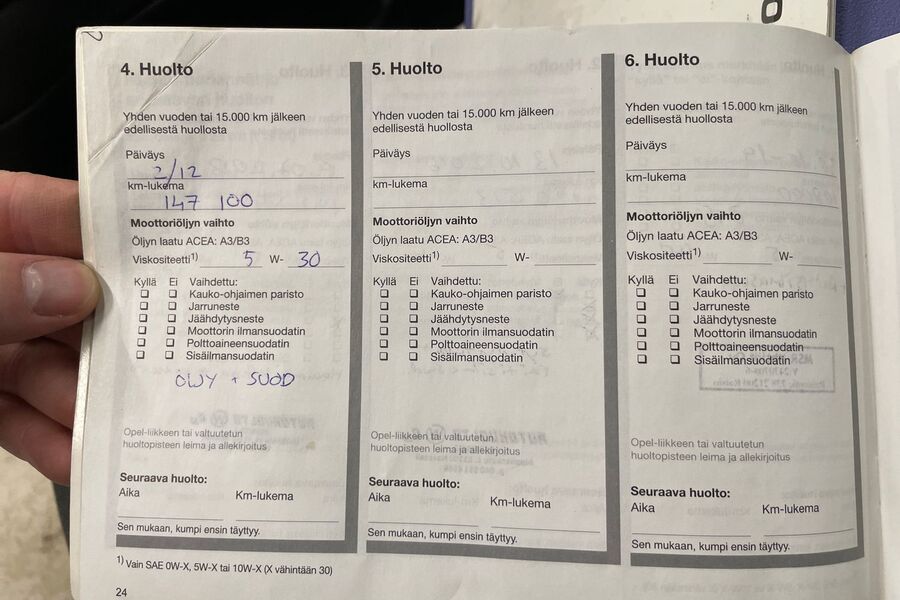 4. Huolto
Yhden vuoden tai 15.000 km jälkeen
edellisestä huollosta
Päiväys
2/12
km-lukema
147 100
Moottoriöljyn vaihto
Öljyn laatu ACEA: A3/B3
Viskositeetti1) 5 W- 30
Kyllä Ei Vaihdettu:
Kauko-ohjaimen paristo
Jarruneste
Jäähdytysneste
Moottorin ilmansuodatin
Polttoaineensuodatin
Sisäilmansuodatin
ÖWY + SUOD
Opel-liikkeen tai valtuutetun
huoltopisteen leima ja allekirjoitus
Seuraava huolto:
Aika Km-lukema
Sen mukaan, kumpi ensin täyttyy.
5. Huolto
Yhden vuoden tai 15.000 km jälkeen
edellisestä huollosta
Päiväys
km-lukema
Moottoriöljyn vaihto
Öljyn laatu ACEA: A3/B3
Viskositeetti1) W-
Kyllä Ei Vaihdettu:
Kauko-ohjaimen paristo
Jarruneste
Jäähdytysneste
Moottorin ilmansuodatin
Polttoaineensuodatin
Sisäilmansuodatin
Opel-liikkeen tai valtuutetun
huoltopisteen leima ja allekirjoitus
Seuraava huolto:
Aika Km-lukema
Sen mukaan, kumpi ensin täyttyy.
6. Huolto
Yhden vuoden tai 15.000 km jälkeen
edellisestä huollosta
Päiväys
km-lukema
Moottoriöljyn vaihto
Öljyn laatu ACEA: A3/B3
Viskositeetti1) W-
Kyllä Ei Vaihdettu:
Kauko-ohjaimen paristo
Jarruneste
Jäähdytysneste
Moottorin ilmansuodatin
Polttoaineensuodatin
Sisäilmansuodatin
Opel-liikkeen tai valtuutetun
huoltopisteen leima ja allekirjoitus
Seuraava huolto:
Aika Km-lukema
Sen mukaan, kumpi ensin täyttyy.
1) Vain SAE 0W-X, 5W-X tai 10W-X (X vähintään 30)
24